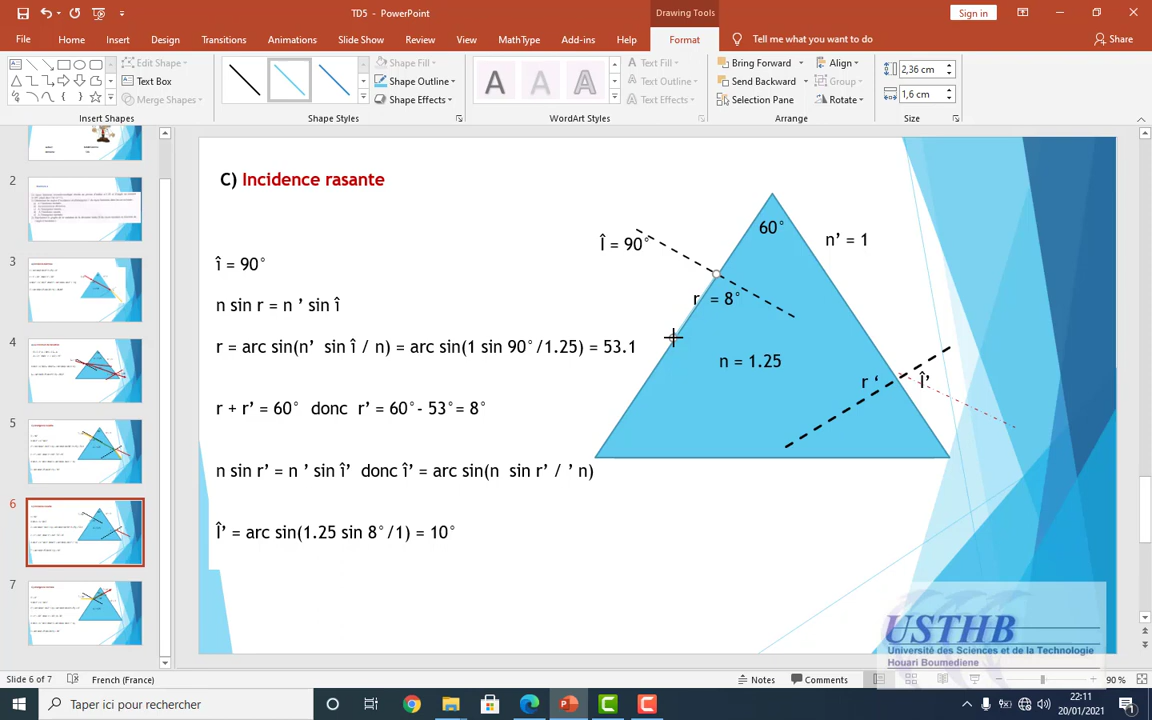 TD5 - PowerPoint
Drawing Tools
Sign in
File
Home
Insert
Design
Transitions
Animations
Slide Show
Review
View
MathType
Add-ins
Help
Format
Tell me what you want to do
Share
Edit Shape
Text Box
Merge Shapes
Shape Fill
Shape Outline
Shape Effects
Text Fill
Text Outline
Text Effects
Bring Forward
Send Backward
Selection Pane
Align
Group
Rotate
2,36 cm
1,6 cm
Insert Shapes
Shape Styles
WordArt Styles
Arrange
Size
2
3
4
5
6
7
C) Incidence rasante
î = 90°
n sin r = n ’ sin î
r = arc sin(n’ sin î / n) = arc sin(1 sin 90°/1.25) = 53.1
r + r’ = 60° donc r’ = 60°- 53°= 8°
n sin r’ = n ’ sin î’ donc î’ = arc sin(n sin r’ / ’ n)
Î’ = arc sin(1.25 sin 8°/1) = 10°
60°
n’ = 1
Î = 90°
r = 8°
n = 1.25
r ‘
Î’
USTHB
Université des Sciences et de la Technologie
Houari Boumediene
Slide 6 of 7
French (France)
Notes
Comments
90 %
Taper ici pour rechercher
22:11
20/01/2021
1